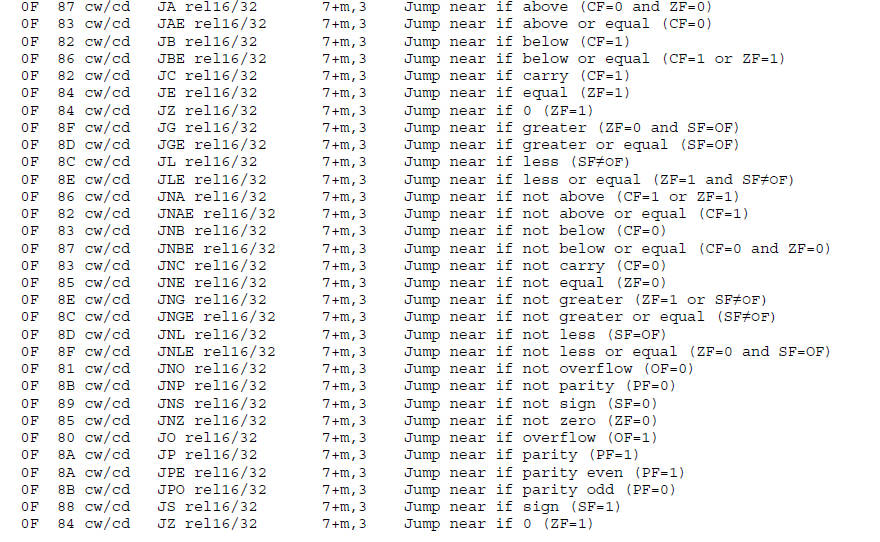 0F 87 cw/cd JA rel16/32 7+m,3 Jump near if above (CF=0 and ZF=0)
0F 83 cw/cd JAE rel16/32 7+m,3 Jump near if above or equal (CF=0)
0F 82 cw/cd JB rel16/32 7+m,3 Jump near if below (CF=1)
0F 86 cw/cd JBE rel16/32 7+m,3 Jump near if below or equal (CF=1 or ZF=1)
0F 82 cw/cd JC rel16/32 7+m,3 Jump near if carry (CF=1)
0F 84 cw/cd JE rel16/32 7+m,3 Jump near if equal (ZF=1)
0F 84 cw/cd JZ rel16/32 7+m,3 Jump near if 0 (ZF=1)
0F 8F cw/cd JG rel16/32 7+m,3 Jump near if greater (ZF=0 and SF=OF)
0F 8D cw/cd JGE rel16/32 7+m,3 Jump near if greater or equal (SF=OF)
0F 8C cw/cd JL rel16/32 7+m,3 Jump near if less (SF≠OF)
0F 8E cw/cd JLE rel16/32 7+m,3 Jump near if less or equal (ZF=1 and SF≠OF)
0F 86 cw/cd JNA rel16/32 7+m,3 Jump near if not above (CF=1 or ZF=1)
0F 82 cw/cd JNAE rel16/32 7+m,3 Jump near if not above or equal (CF=1)
0F 83 cw/cd JNB rel16/32 7+m,3 Jump near if not below (CF=0)
0F 87 cw/cd JNBE rel16/32 7+m,3 Jump near if not below or equal (CF=0 and ZF=0)
0F 83 cw/cd JNC rel16/32 7+m,3 Jump near if not carry (CF=0)
0F 85 cw/cd JNE rel16/32 7+m,3 Jump near if not equal (ZF=0)
0F 8E cw/cd JNG rel16/32 7+m,3 Jump near if not greater (ZF=1 or SF≠OF)
0F 8C cw/cd JNGE rel16/32 7+m,3 Jump near if not greater or equal (SF≠OF)
0F 8D cw/cd JNL rel16/32 7+m,3 Jump near if not less (SF=OF)
0F 8F cw/cd JNLE rel16/32 7+m,3 Jump near if not less or equal (ZF=0 and SF=OF)
0F 81 cw/cd JNO rel16/32 7+m,3 Jump near if not overflow (OF=0)
0F 8B cw/cd JNP rel16/32 7+m,3 Jump near if not parity (PF=0)
0F 89 cw/cd JNS rel16/32 7+m,3 Jump near if not sign (SF=0)
0F 85 cw/cd JNZ rel16/32 7+m,3 Jump near if not zero (ZF=0)
0F 80 cw/cd JO rel16/32 7+m,3 Jump near if overflow (OF=1)
0F 8A cw/cd JP rel16/32 7+m,3 Jump near if parity (PF=1)
0F 8A cw/cd JPE rel16/32 7+m,3 Jump near if parity even (PF=1)
0F 8B cw/cd JPO rel16/32 7+m,3 Jump near if parity odd (PF=0)
0F 88 cw/cd JS rel16/32 7+m,3 Jump near if sign (SF=1)
0F 84 cw/cd JZ rel16/32 7+m,3 Jump near if 0 (ZF=1)